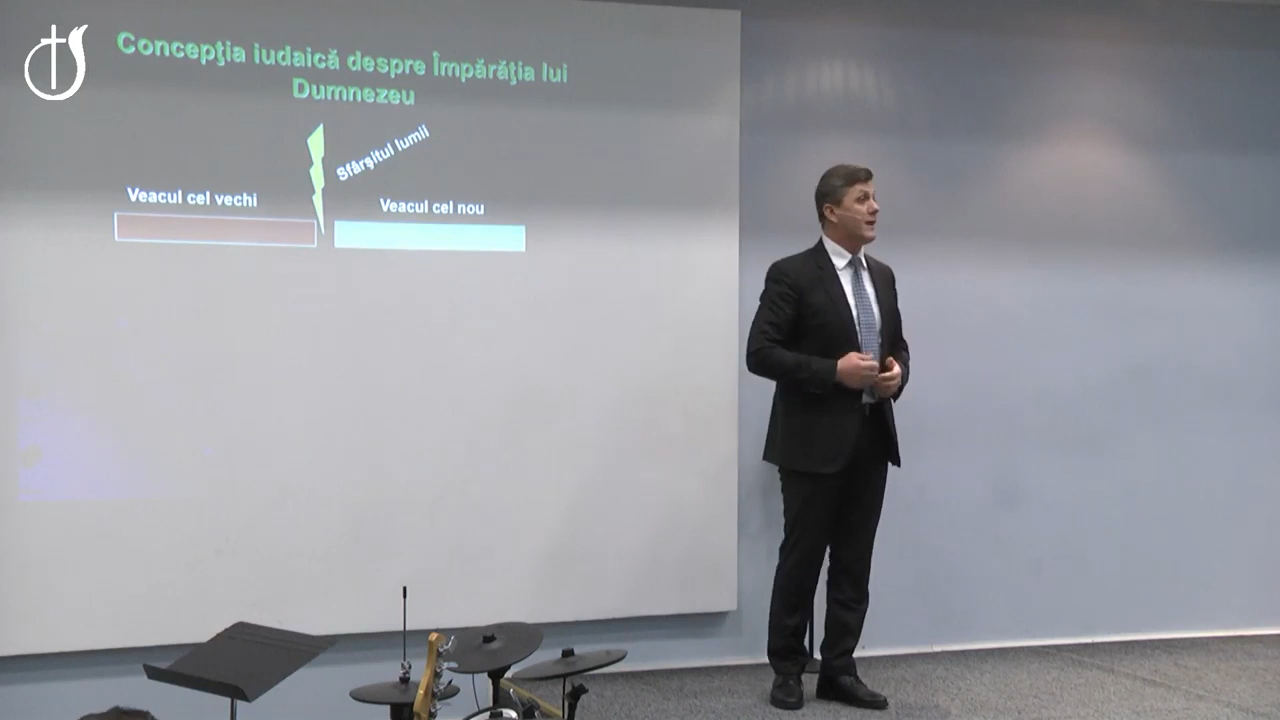 Concepţia iudaică despre Împărăţia lui
Dumnezeu
Sfârşitul lumii
Veacul cel vechi
Veacul cel nou